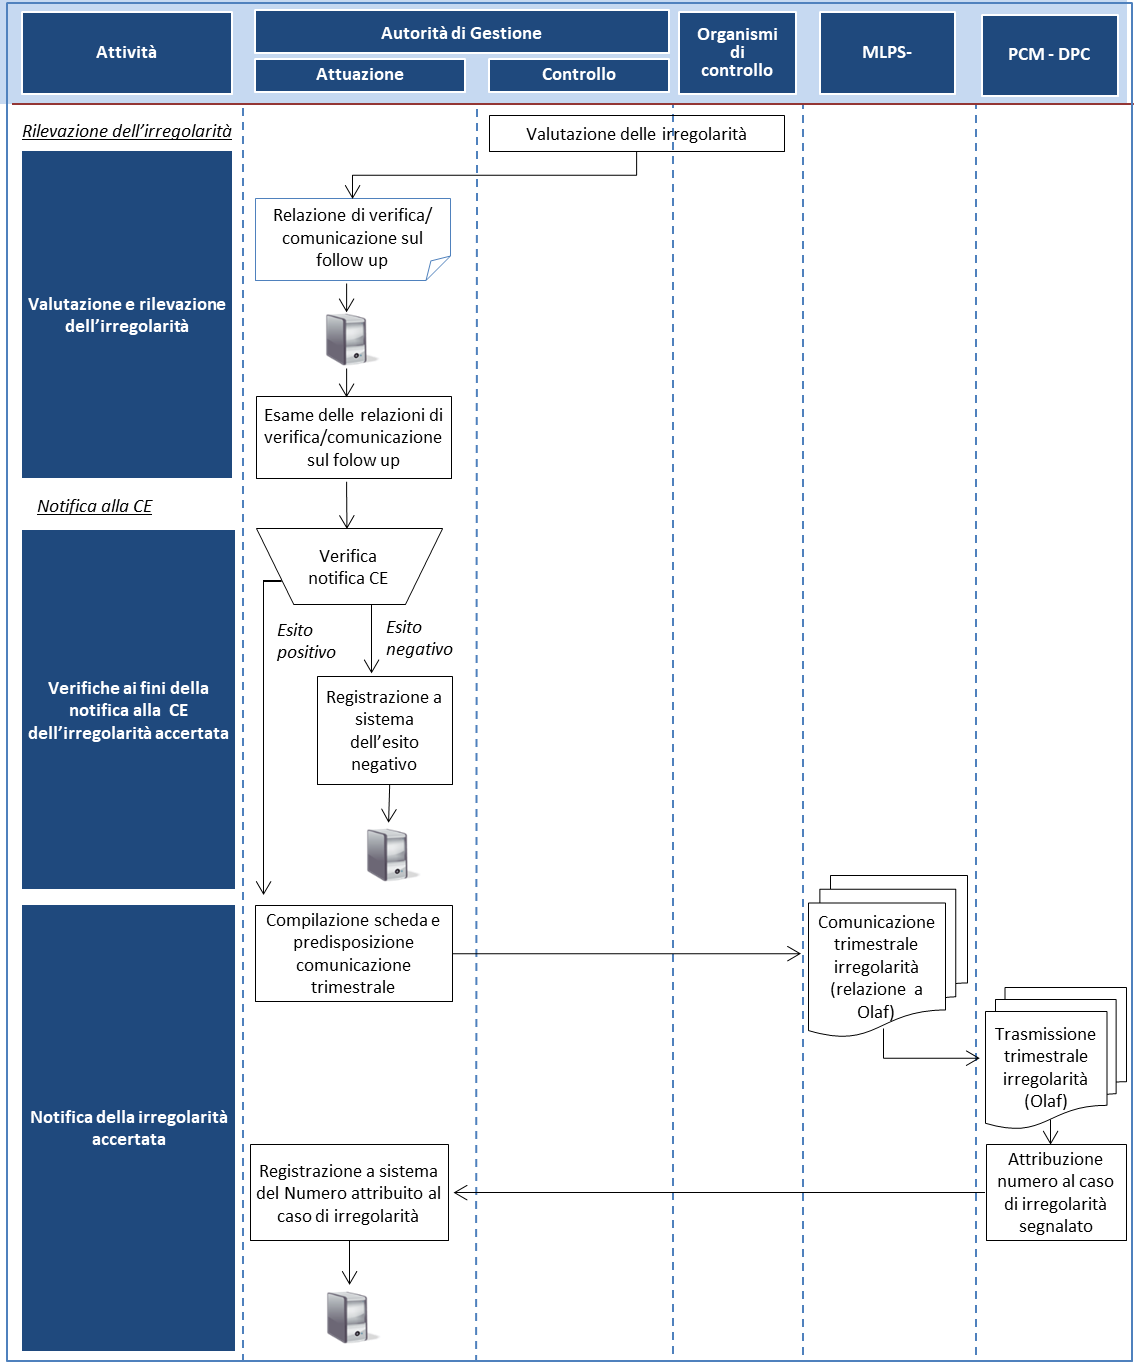 Attività
Autorità di Gestione
Attuazione
Controllo
Organismi
di
controllo
MLPS-
PCM - DPC
Rilevazione dell'irregolarità
Valutazione delle irregolarità
Valutazione e rilevazione
dell'irregolarità
Relazione di verifica/
comunicazione sul
follow up
Esame delle relazioni di
verifica/comunicazione
sul folow up
Notifica alla CE
Verifiche ai fini della
notifica alla CE
dell'irregolarità accertata
Verifica
notifica CE
Esito
positivo
Esito
negativo
Registrazione a
sistema
dell'esito
negativo
Notifica della irregolarità
accertata
Compilazione scheda e
predisposizione
comunicazione
trimestrale
Comunicazione
trimestrale
irregolarità
(relazione a
Olaf)
Trasmissione
trimestrale
irregolarità
(Olaf)
Attribuzione
numero al caso
di irregolarità
segnalato
Registrazione a sistema
del Numero attribuito al
caso di irregolarità